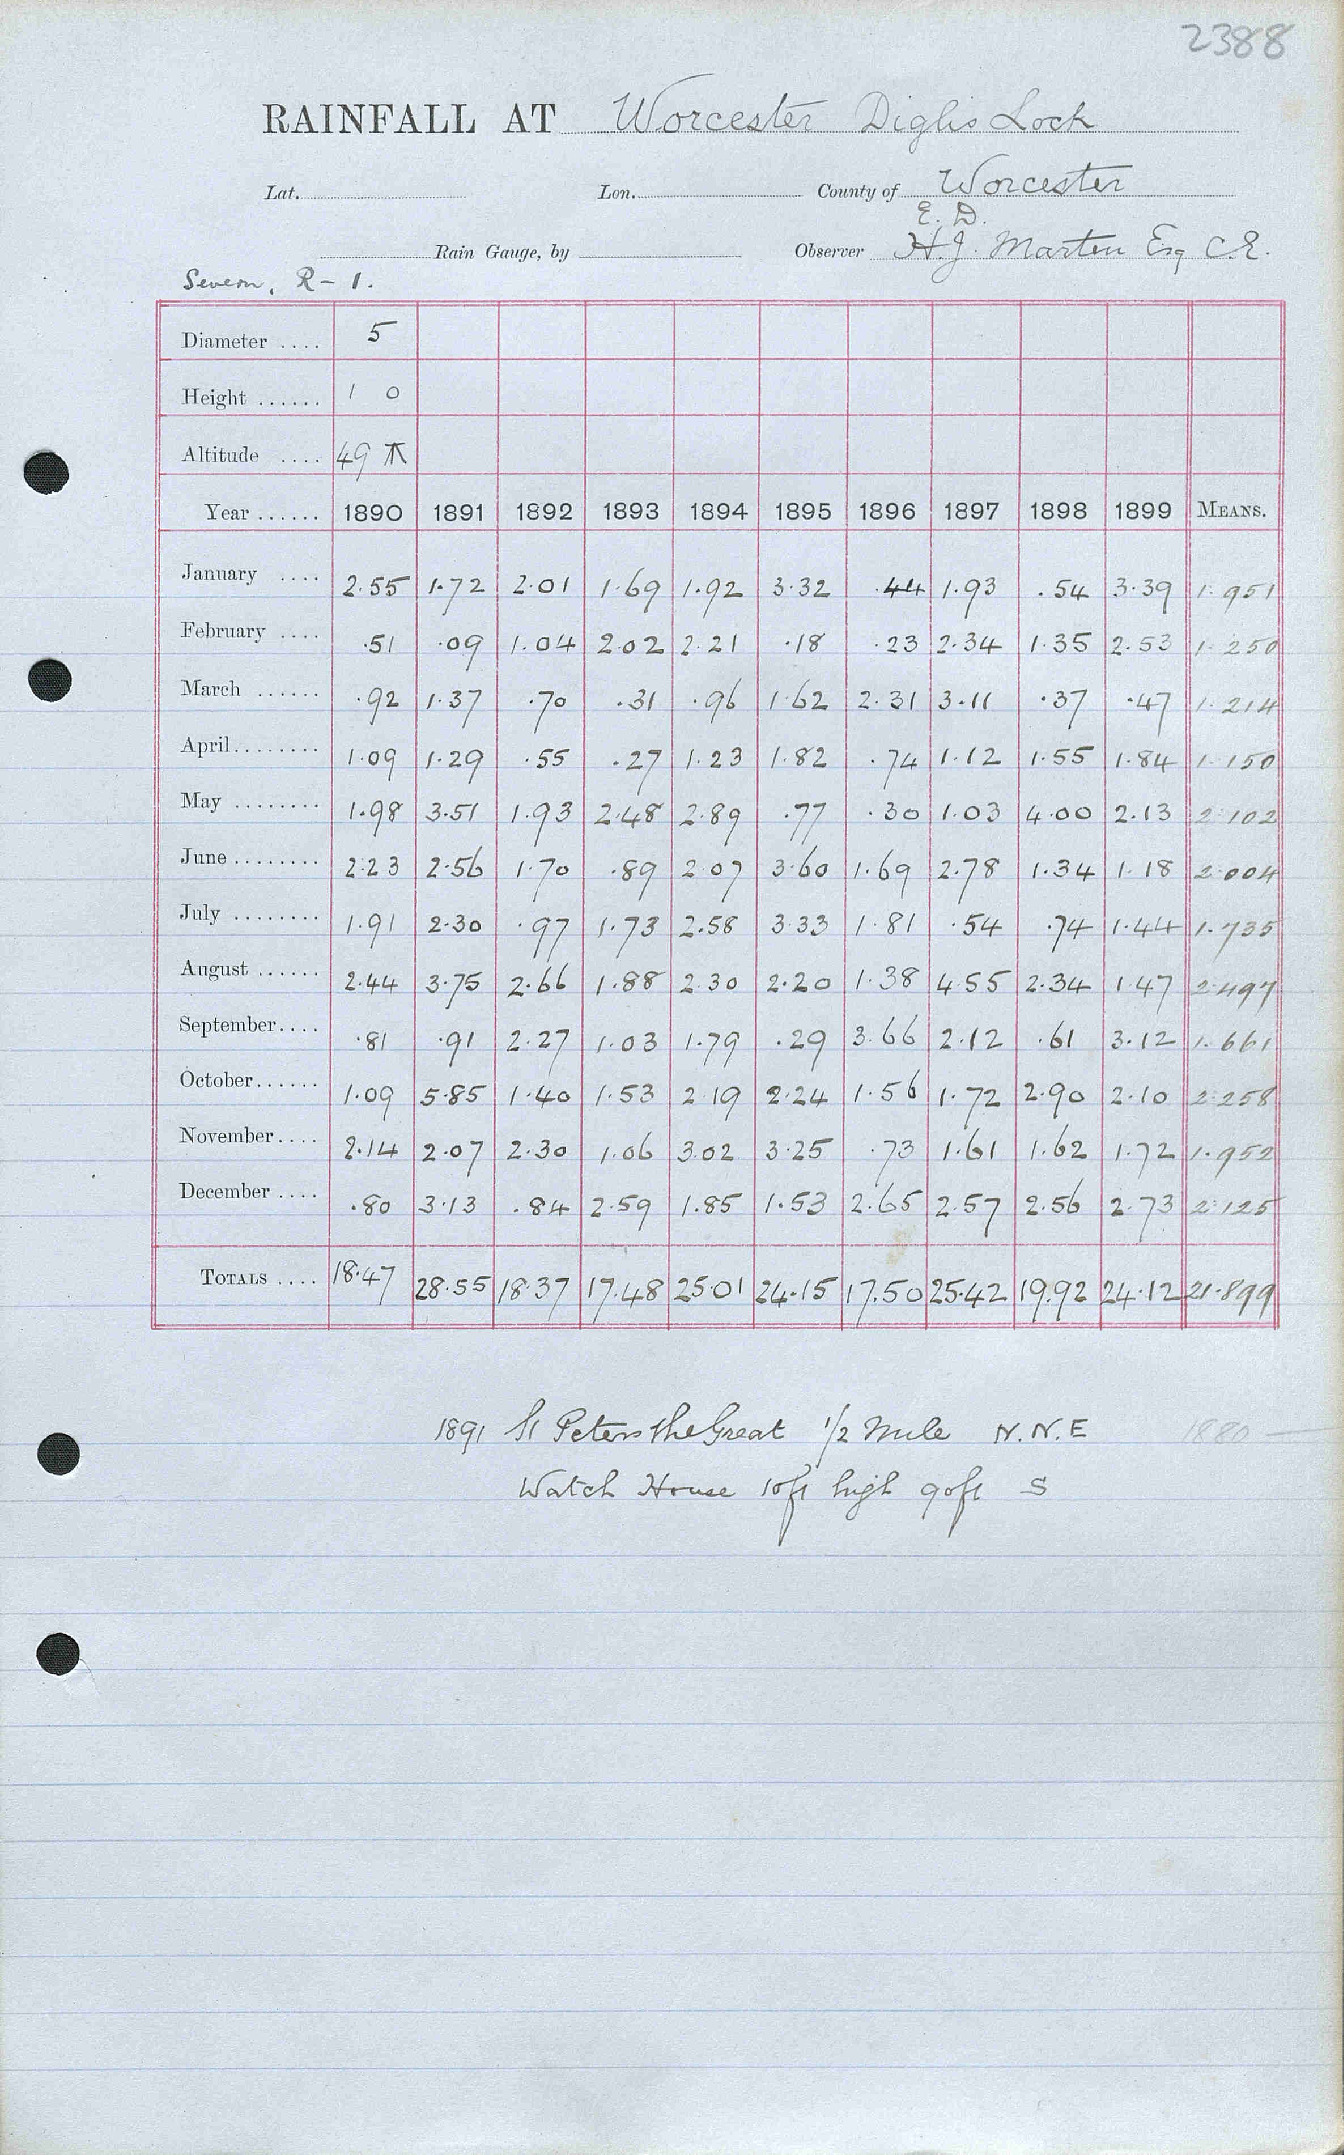 2388
RAINFALL AT Worcester Diglis Lock
Lat. Lon. County of Worcester
E. D.
Rain Gauge, by Observer H.J. Marten Esq C.E.
Severn, R – 1.
Diameter .... 5
Height ...... 1 0
Altitude .... 49
Year ...... 1890 1891 1892 1893 1894 1895 1896 1897 1898 1899 MEANS.
January .... 2.55 1.72 2.01 1.69 1.92 3.32 .44 1.93 .54 3.39 1.951
February .... .51 .09 1.04 2.02 2.21 .18 .23 2.34 1.35 2.53 1.250
March ...... .92 1.37 .70 .31 .96 1.62 2.31 3.11 .37 .47 1.214
April........ 1.09 1.29 .55 .27 1.23 1.82 .74 1.12 1.55 1.84 1.150
May ........ 1.98 3.51 1.93 2.48 2.89 .77 .30 1.03 4.00 2.13 2.102
June ........ 2.23 2.56 1.70 .89 2.07 3.60 1.69 2.78 1.34 1.18 2.004
July ........ 1.91 2.30 .97 1.73 2.58 3.33 1.81 .54 .74 1.44 1.735
August ...... 2.44 3.75 2.66 1.88 2.30 2.20 1.38 4.55 2.34 1.47 2.497
September.... .81 .91 2.27 1.03 1.79 .29 3.66 2.12 .61 3.12 1.661
October...... 1.09 5.85 1.40 1.53 2.19 2.24 1.56 1.72 2.90 2.10 2.258
November.... 2.14 2.07 2.30 1.06 3.02 3.25 .73 1.61 1.62 1.72 1.952
December .... .80 3.13 .84 2.59 1.85 1.53 2.65 2.57 2.56 2.73 2.125
TOTALS .... 18.47 28.55 18.37 17.48 25.01 24.15 17.50 25.42 19.92 24.12 21.899
1891 St Peters the Great 1/2 Mile N.N.E 1880 —
Watch House 10ft high 90ft S